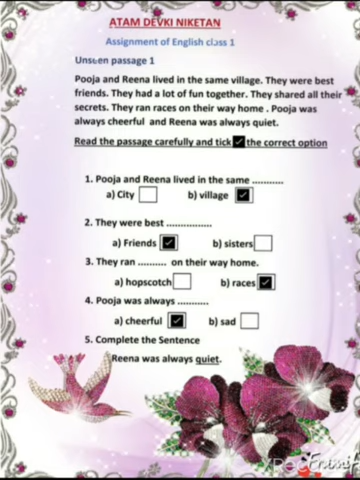 ATAM DEVKI NIKETAN
Assignment of English class 1
Unseen passage 1
Pooja and Reena lived in the same village. They were best
friends. They had a lot of fun together. They shared all their
secrets. They ran races on their way home . Pooja was
always cheerful and Reena was always quiet.
Read the passage carefully and tick ✓ the correct option
1. Pooja and Reena lived in the same ...........
a) City b) village ✓
2. They were best ................
a) Friends ✓ b) sisters
3. They ran .......... on their way home.
a) hopscotch b) races ✓
4. Pooja was always ...........
a) cheerful ✓ b) sad
5. Complete the Sentence
Reena was always quiet.